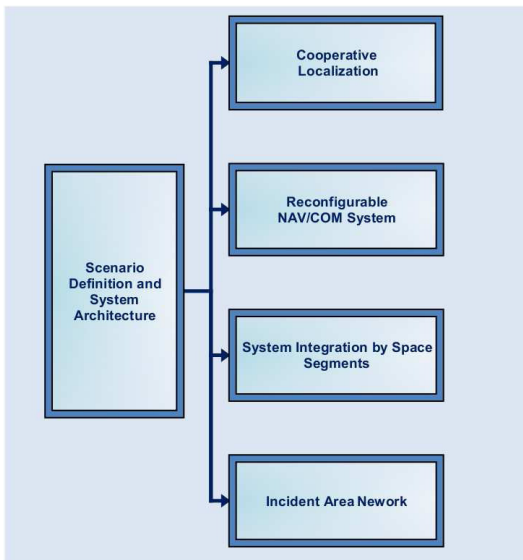 Cooperative
Localization
Reconfigurable
NAV/COM System
Scenario
Definition and
System
Architecture
System Integration by Space
Segments
Incident Area Nework